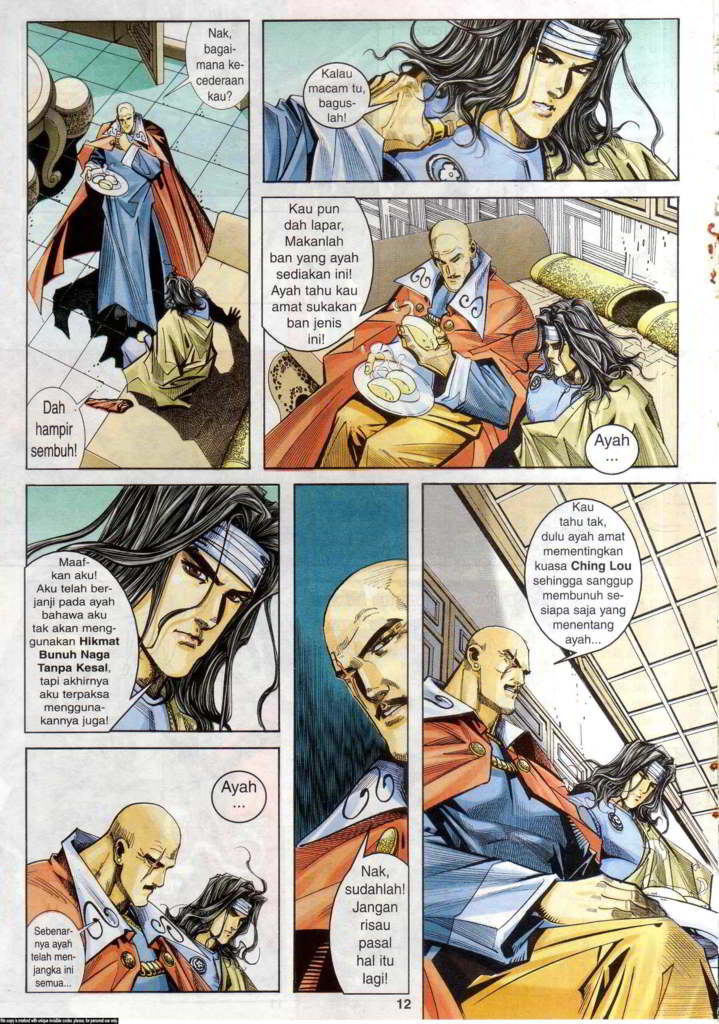 Nak,
bagai-
mana ke-
cederaan
kau?
Dah
hampir
sembuh!
Kalau
macam tu,
bagus-
lah!
Kau pun
dah lapar,
Makanlah
ban yang ayah
sediakan ini!
Ayah tahu kau
amat sukakan
ban jenis
ini!
Ayah
...
Maaf-
kan aku!
Aku telah ber-
janji pada ayah
bahawa aku
tak akan meng-
gunakan Hikmat
Bunuh Naga
Tanpa Kesal,
tapi akhirnya
aku terpaksa
mengguna-
kannya juga!
Ayah
...
Sebenar-
nya ayah
telah men-
jangka ini
semua...
Nak,
sudahlah!
Jangan
risau
pasal
hal itu
lagi!
Kau
tahu tak,
dulu ayah amat
mementingkan
kuasa Ching Lou
sehingga sanggup
membunuh se-
siapa saja yang
menentang
ayah...
12